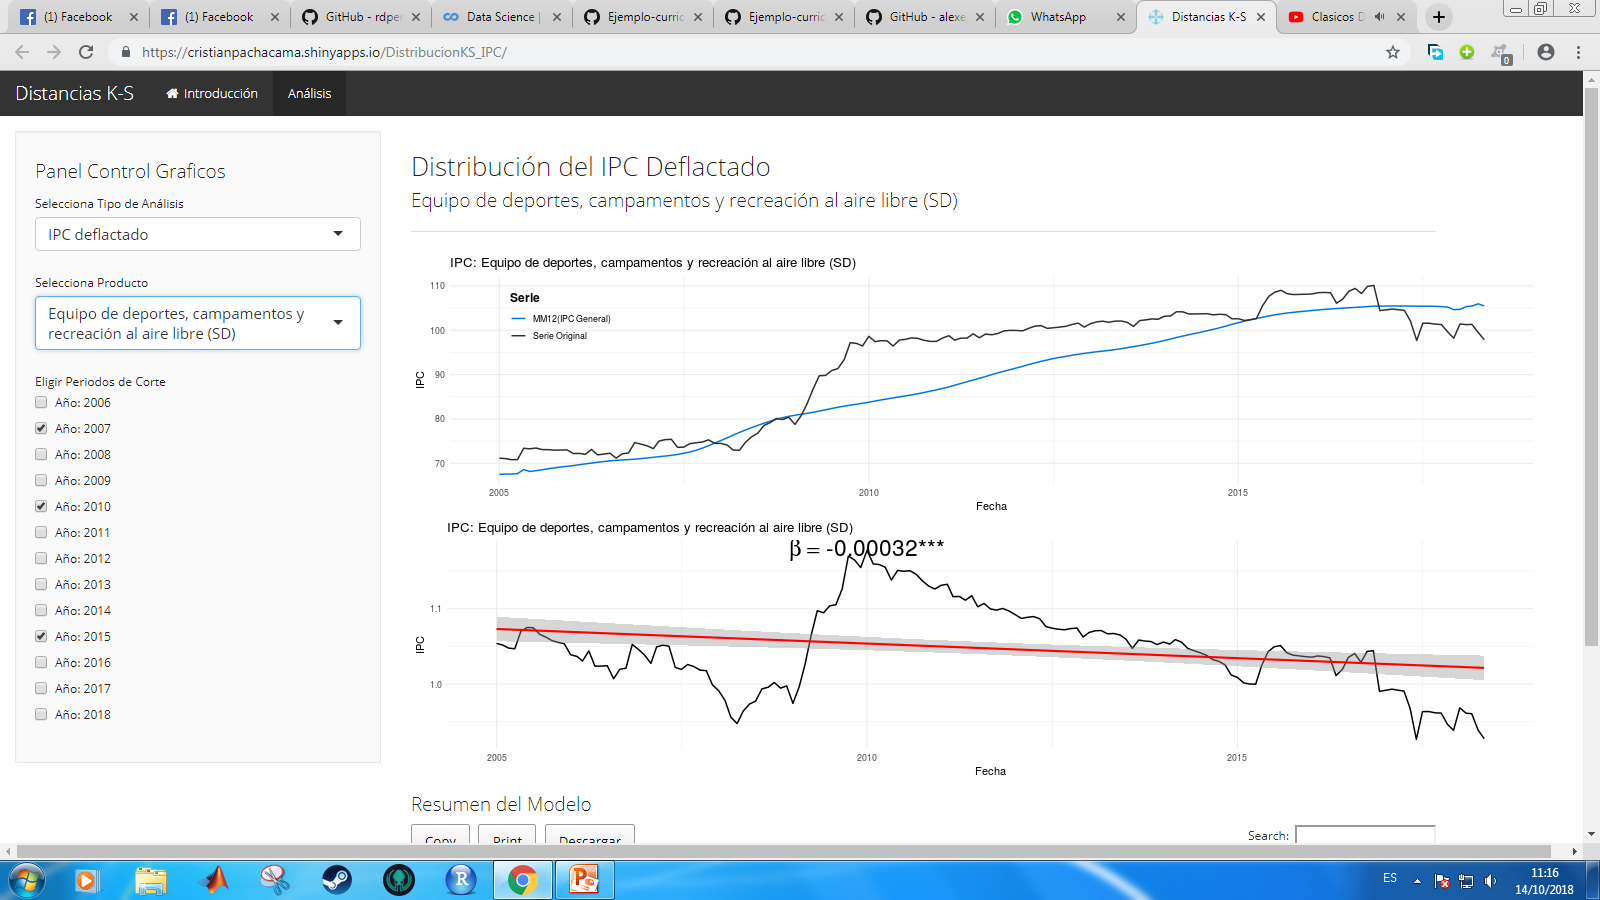 (1) Facebook
(1) Facebook
GitHub - rdpe
Data Science |
Ejemplo-curric
Ejemplo-curric
GitHub - alexe
WhatsApp
Distancias K-S
Clasicos D
https://cristianpachacama.shinyapps.io/DistribucionKS_IPC/
0
Distancias K-S
Introducción
Análisis
Panel Control Graficos
Selecciona Tipo de Análisis
IPC deflactado
Selecciona Producto
Equipo de deportes, campamentos y
recreación al aire libre (SD)
Eligir Periodos de Corte
Año: 2006
Año: 2007
Año: 2008
Año: 2009
Año: 2010
Año: 2011
Año: 2012
Año: 2013
Año: 2014
Año: 2015
Año: 2016
Año: 2017
Año: 2018
Distribución del IPC Deflactado
Equipo de deportes, campamentos y recreación al aire libre (SD)
IPC: Equipo de deportes, campamentos y recreación al aire libre (SD)
Serie
MM12(IPC General)
Serie Original
110
100
90
80
70
IPC
2005
2010
2015
Fecha
IPC: Equipo de deportes, campamentos y recreación al aire libre (SD)
β = -0.00032***
1.1
1.0
IPC
2005
2010
2015
Fecha
Resumen del Modelo
Copy
Print
Descargar
Search:
ES
11:16
14/10/2018